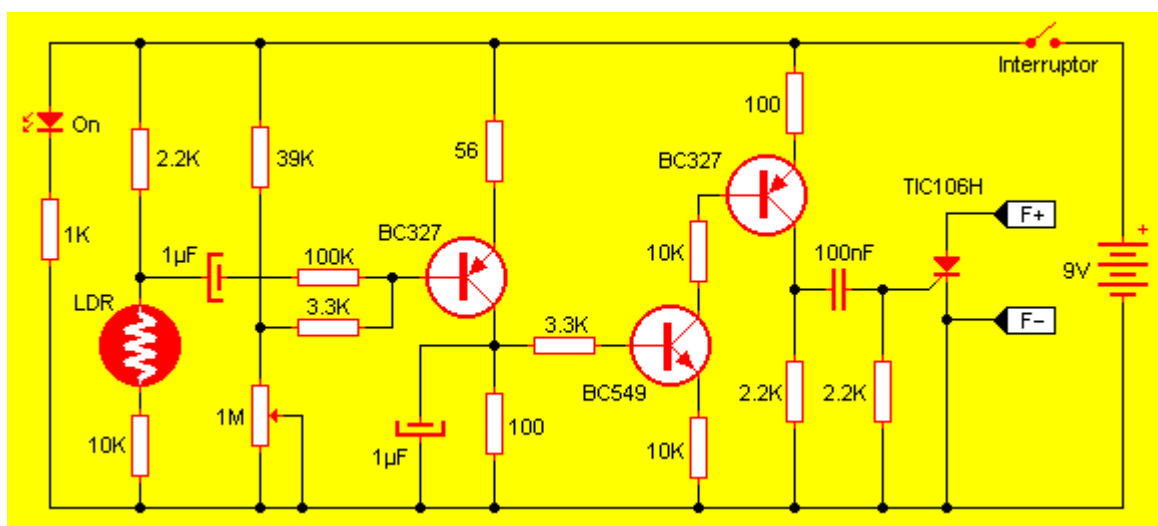 Interruptor
On
100
2.2K
39K
56
BC327
TIC106H
F+
1K
BC327
1µF
100K
10K
100nF
+
9V
LDR
3.3K
3.3K
F−
BC549
1M
100
2.2K
2.2K
10K
1µF
10K